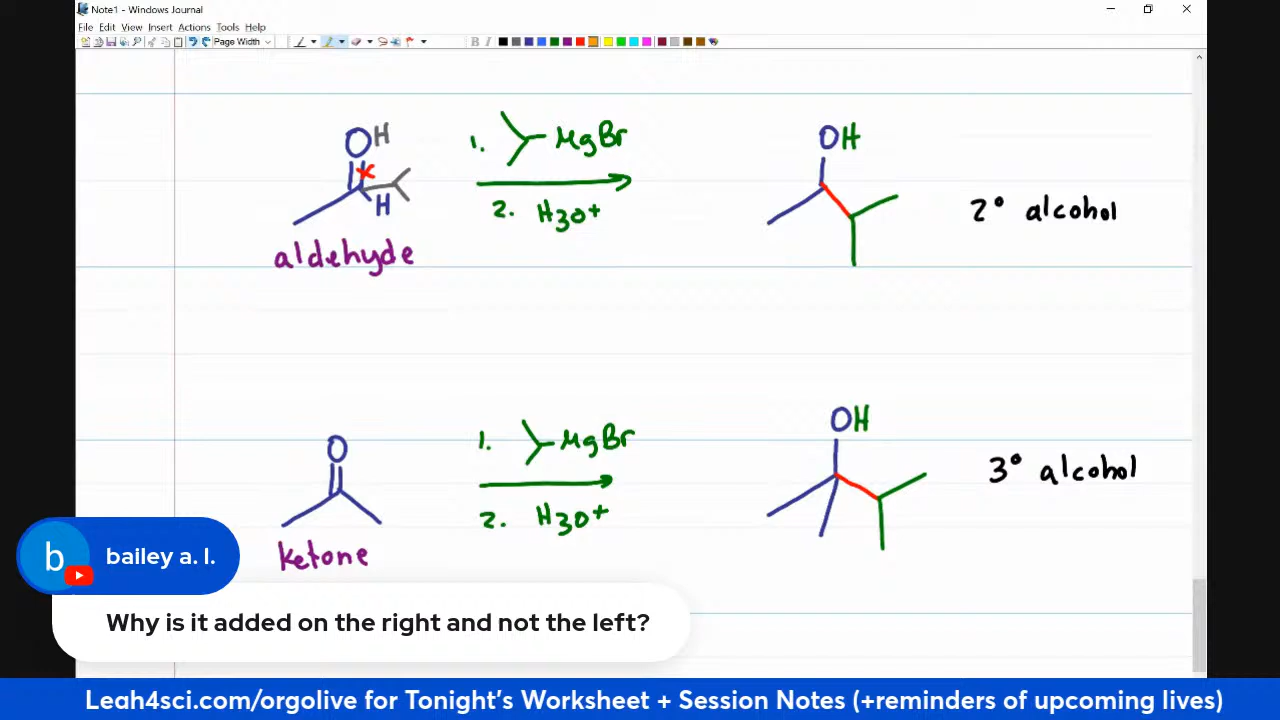 Note1 - Windows Journal
File Edit View Insert Actions Tools Help
Page Width
B I
OH
H
aldehyde
1. MgBr
2. H3O+
OH
2° alcohol
O
ketone
1. MgBr
2. H3O+
OH
3° alcohol
b
bailey a. l.
Why is it added on the right and not the left?
Leah4sci.com/orgolive for Tonight's Worksheet + Session Notes (+reminders of upcoming lives)